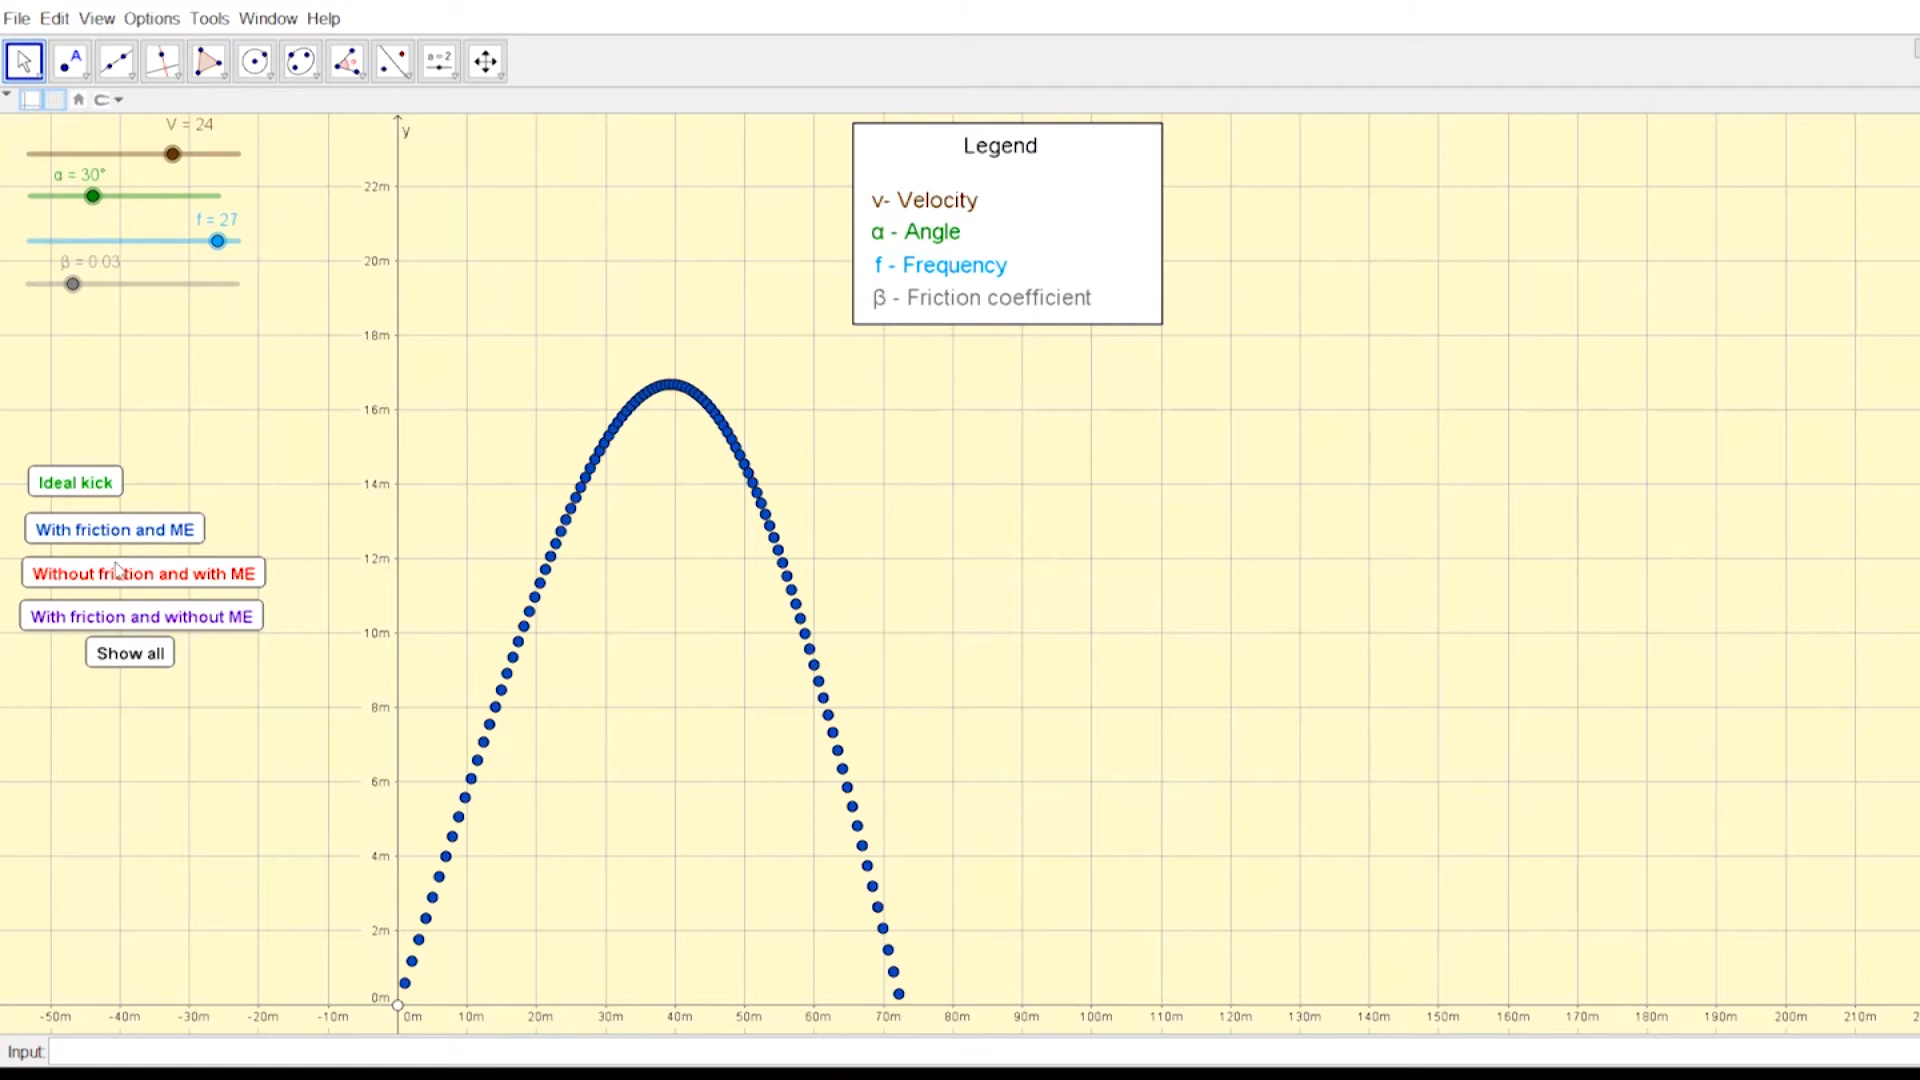 File Edit View Options Tools Window Help
A
a=2
V = 24
α = 30°
f = 27
β = 0.03
y
Legend
v- Velocity
α - Angle
f - Frequency
β - Friction coefficient
22m
20m
18m
16m
14m
12m
10m
8m
6m
4m
2m
0m
Ideal kick
With friction and ME
Without friction and with ME
With friction and without ME
Show all
-50m -40m -30m -20m -10m 0m 10m 20m 30m 40m 50m 60m 70m 80m 90m 100m 110m 120m 130m 140m 150m 160m 170m 180m 190m 200m 210m
Input: